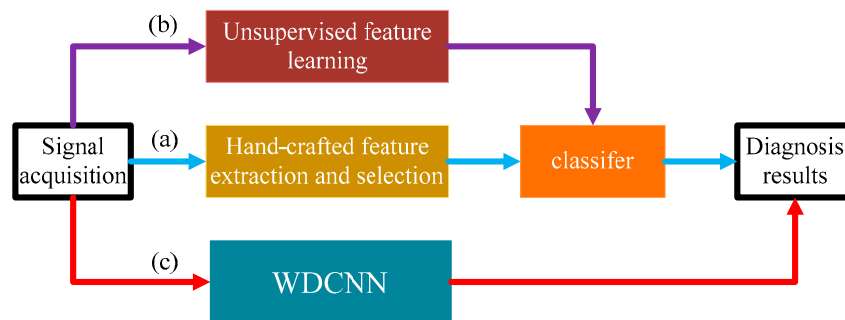 (b)
Unsupervised feature
learning
Signal
acquisition
(a)
Hand-crafted feature
extraction and selection
classifer
Diagnosis
results
(c)
WDCNN